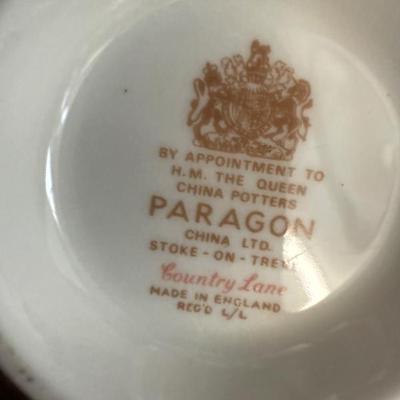 BY APPOINTMENT TO
H.M. THE QUEEN
CHINA POTTERS
PARAGON
CHINA LTD.
STOKE-ON-TRENT
Country Lane
MADE IN ENGLAND
REG'D L/L